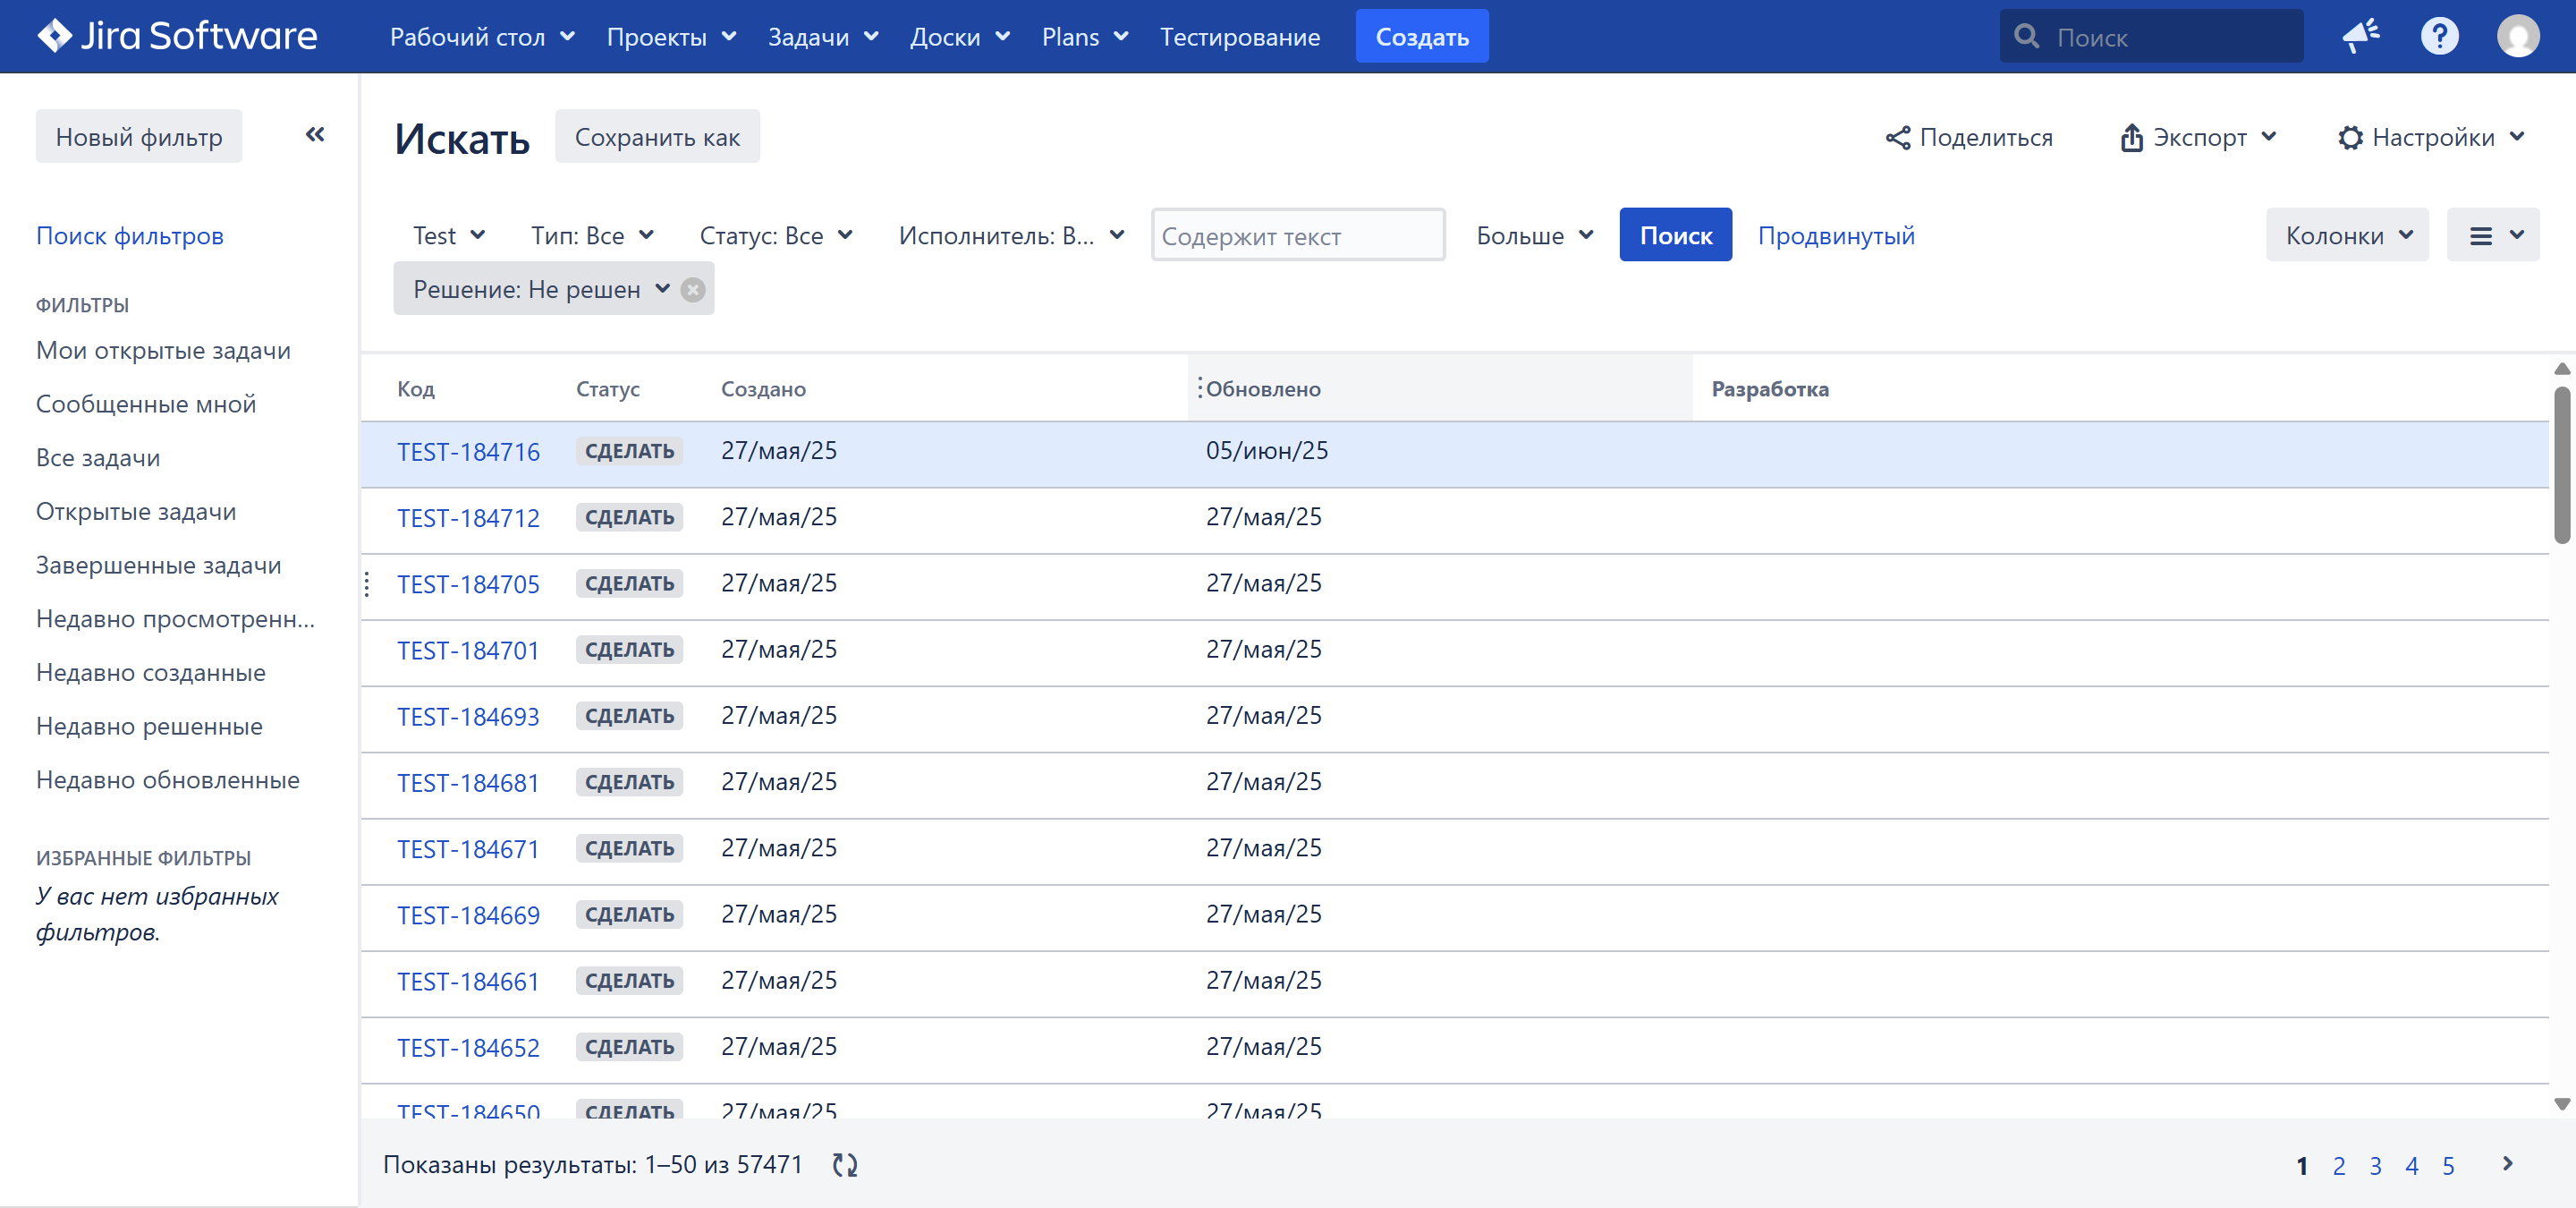 Jira Software Рабочий стол Проекты Задачи Доски Plans Тестирование Создать Поиск
Новый фильтр
Поиск фильтров
ФИЛЬТРЫ
Мои открытые задачи
Сообщенные мной
Все задачи
Открытые задачи
Завершенные задачи
Недавно просмотренн...
Недавно созданные
Недавно решенные
Недавно обновленные
ИЗБРАННЫЕ ФИЛЬТРЫ
У вас нет избранных
фильтров.
Искать Сохранить как Поделиться Экспорт Настройки
Test Тип: Все Статус: Все Исполнитель: В... Содержит текст Больше Поиск Продвинутый Колонки
Решение: Не решен
Код Статус Создано Обновлено Разработка
TEST-184716 СДЕЛАТЬ 27/мая/25 05/июн/25
TEST-184712 СДЕЛАТЬ 27/мая/25 27/мая/25
TEST-184705 СДЕЛАТЬ 27/мая/25 27/мая/25
TEST-184701 СДЕЛАТЬ 27/мая/25 27/мая/25
TEST-184693 СДЕЛАТЬ 27/мая/25 27/мая/25
TEST-184681 СДЕЛАТЬ 27/мая/25 27/мая/25
TEST-184671 СДЕЛАТЬ 27/мая/25 27/мая/25
TEST-184669 СДЕЛАТЬ 27/мая/25 27/мая/25
TEST-184661 СДЕЛАТЬ 27/мая/25 27/мая/25
TEST-184652 СДЕЛАТЬ 27/мая/25 27/мая/25
TEST-184650 СДЕЛАТЬ 27/мая/25 27/мая/25
Показаны результаты: 1–50 из 57471 1 2 3 4 5